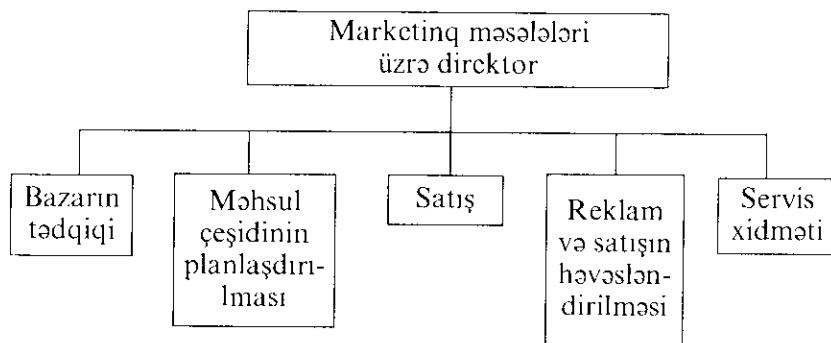 Marketinq məsələləri
üzrə direktor
Bazarın
tədqiqi
Məhsul
çeşidinin
planlaşdırı-
lması
Satış
Reklam
və satışın
həvəslən-
dirilməsi
Servis
xidməti